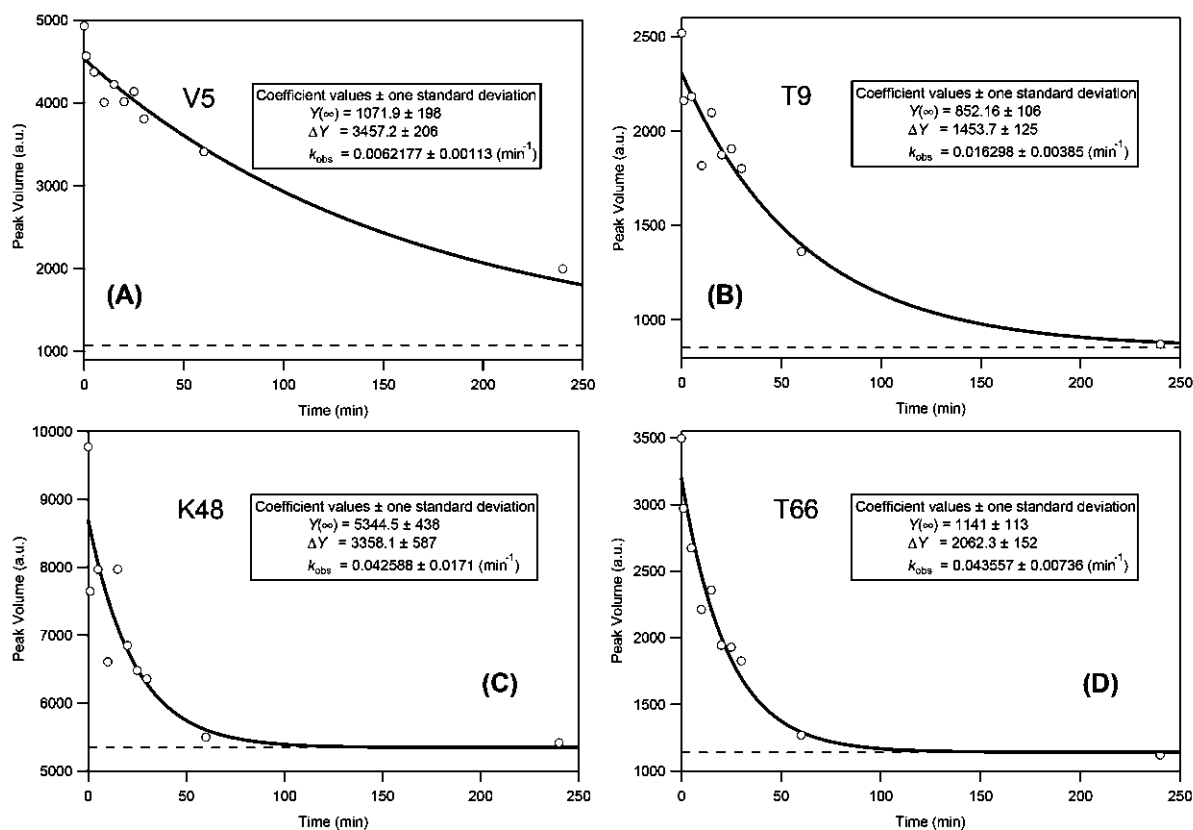 5000
4000
3000
2000
1000
Peak Volume (a.u.)
V5
Coefficient values ± one standard deviation
Y(∞) = 1071.9 ± 198
ΔY = 3457.2 ± 206
kobs = 0.0062177 ± 0.00113 (min⁻¹)
(A)
0 50 100 150 200 250
Time (min)
2500
2000
1500
1000
Peak Volume (a.u.)
T9
Coefficient values ± one standard deviation
Y(∞) = 852.16 ± 106
ΔY = 1453.7 ± 125
kobs = 0.016298 ± 0.00385 (min⁻¹)
(B)
0 50 100 150 200 250
Time (min)
10000
9000
8000
7000
6000
5000
Peak Volume (a.u.)
K48
Coefficient values ± one standard deviation
Y(∞) = 5344.5 ± 438
ΔY = 3358.1 ± 587
kobs = 0.042588 ± 0.0171 (min⁻¹)
(C)
0 50 100 150 200 250
Time (min)
3500
3000
2500
2000
1500
1000
Peak Volume (a.u.)
T66
Coefficient values ± one standard deviation
Y(∞) = 1141 ± 113
ΔY = 2062.3 ± 152
kobs = 0.043557 ± 0.00736 (min⁻¹)
(D)
0 50 100 150 200 250
Time (min)